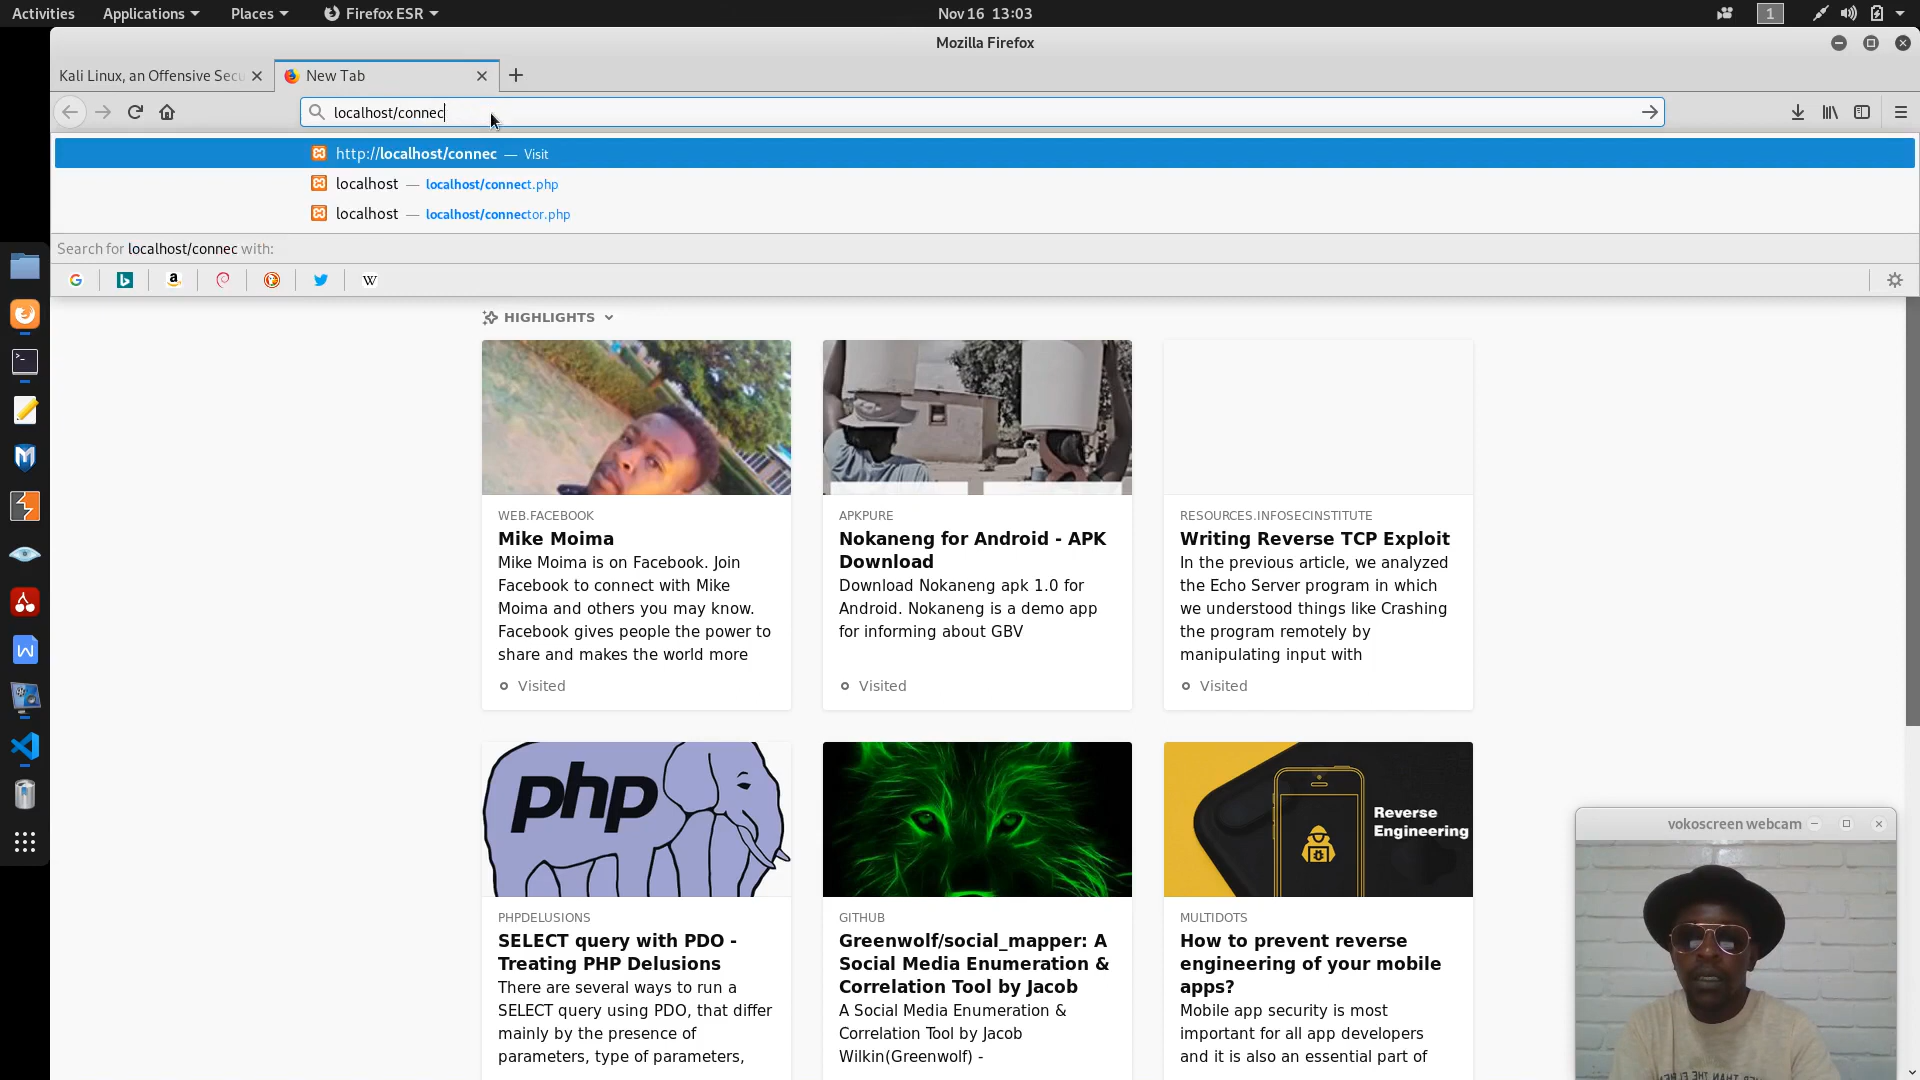 Activities Applications Places Firefox ESR Nov 16 13:03 1
Mozilla Firefox
Kali Linux, an Offensive Secu New Tab
localhost/connec
http://localhost/connec — Visit
localhost — localhost/connect.php
localhost — localhost/connector.php
Search for localhost/connec with:
HIGHLIGHTS
WEB.FACEBOOK
Mike Moima
Mike Moima is on Facebook. Join
Facebook to connect with Mike
Moima and others you may know.
Facebook gives people the power to
share and makes the world more
Visited
APKPURE
Nokaneng for Android - APK
Download
Download Nokaneng apk 1.0 for
Android. Nokaneng is a demo app
for informing about GBV
Visited
RESOURCES.INFOSECINSTITUTE
Writing Reverse TCP Exploit
In the previous article, we analyzed
the Echo Server program in which
we understood things like Crashing
the program remotely by
manipulating input with
Visited
php
PHPDELUSIONS
SELECT query with PDO -
Treating PHP Delusions
There are several ways to run a
SELECT query using PDO, that differ
mainly by the presence of
parameters, type of parameters,
GITHUB
Greenwolf/social_mapper: A
Social Media Enumeration &
Correlation Tool by Jacob
A Social Media Enumeration &
Correlation Tool by Jacob
Wilkin(Greenwolf) -
Reverse
Engineering
MULTIDOTS
How to prevent reverse
engineering of your mobile
apps?
Mobile app security is most
important for all app developers
and it is also an essential part of
vokoscreen webcam